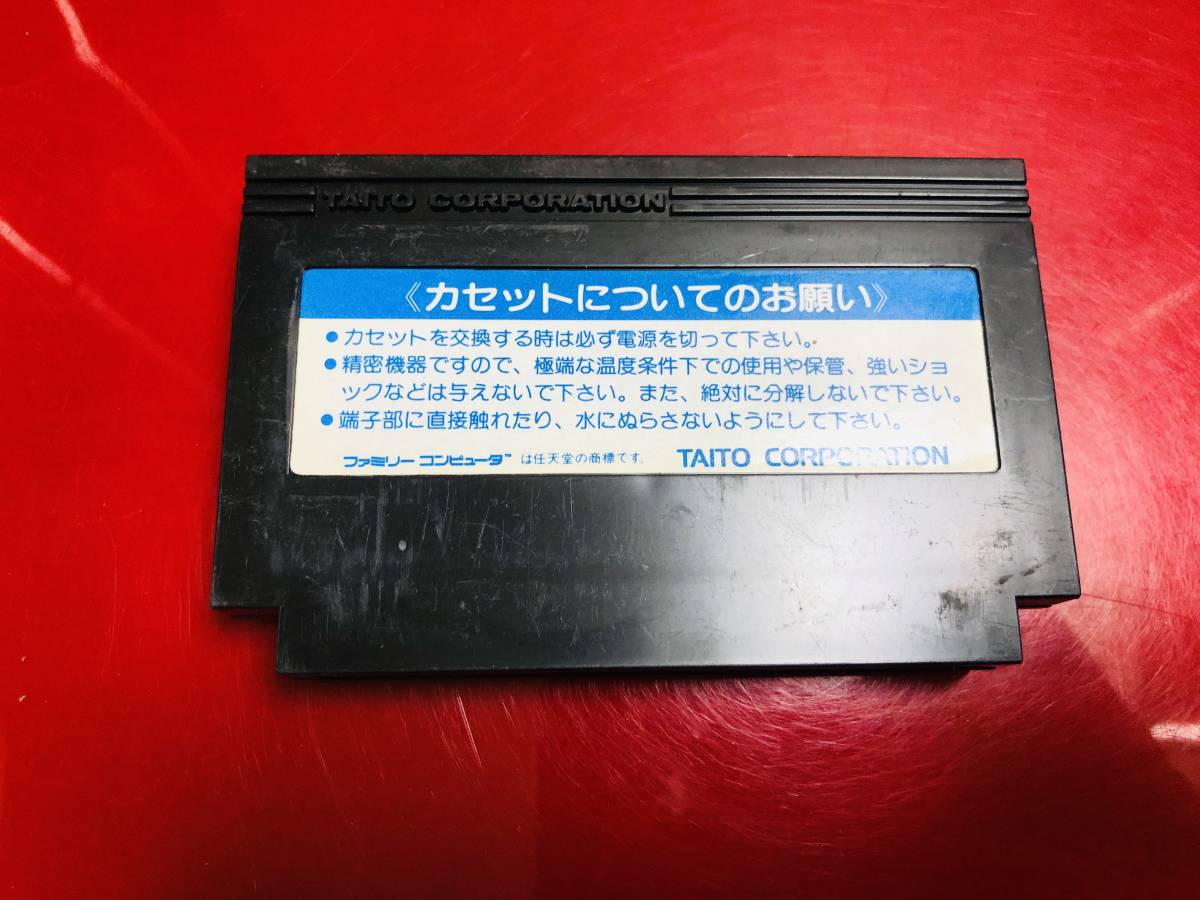 TAITO CORPORATION
《カセットについてのお願い》
●カセットを交換する時は必ず電源を切って下さい。
●精密機器ですので、極端な温度条件下での使用や保管、強いショ
ックなどは与えないで下さい。また、絶対に分解しないで下さい。
●端子部に直接触れたり、水にぬらさないようにして下さい。
ファミリーコンピュータ™ は任天堂の商標です。 TAITO CORPORATION